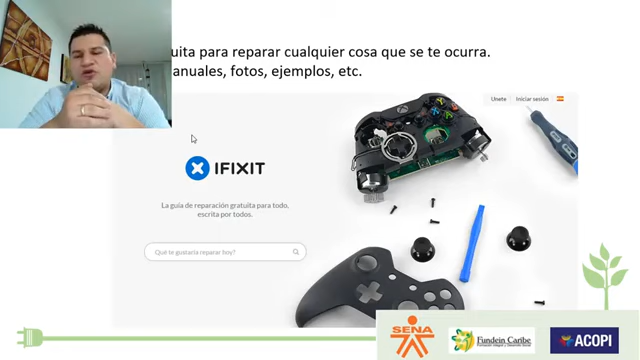 uita para reparar cualquier cosa que se te ocurra.
anuales, fotos, ejemplos, etc.
Unete
Iniciar sesión
IFIXIT
La guía de reparación gratuita para todo,
escrita por todos.
Qué te gustaría reparar hoy?
SENA
Fundein Caribe
ACOPI